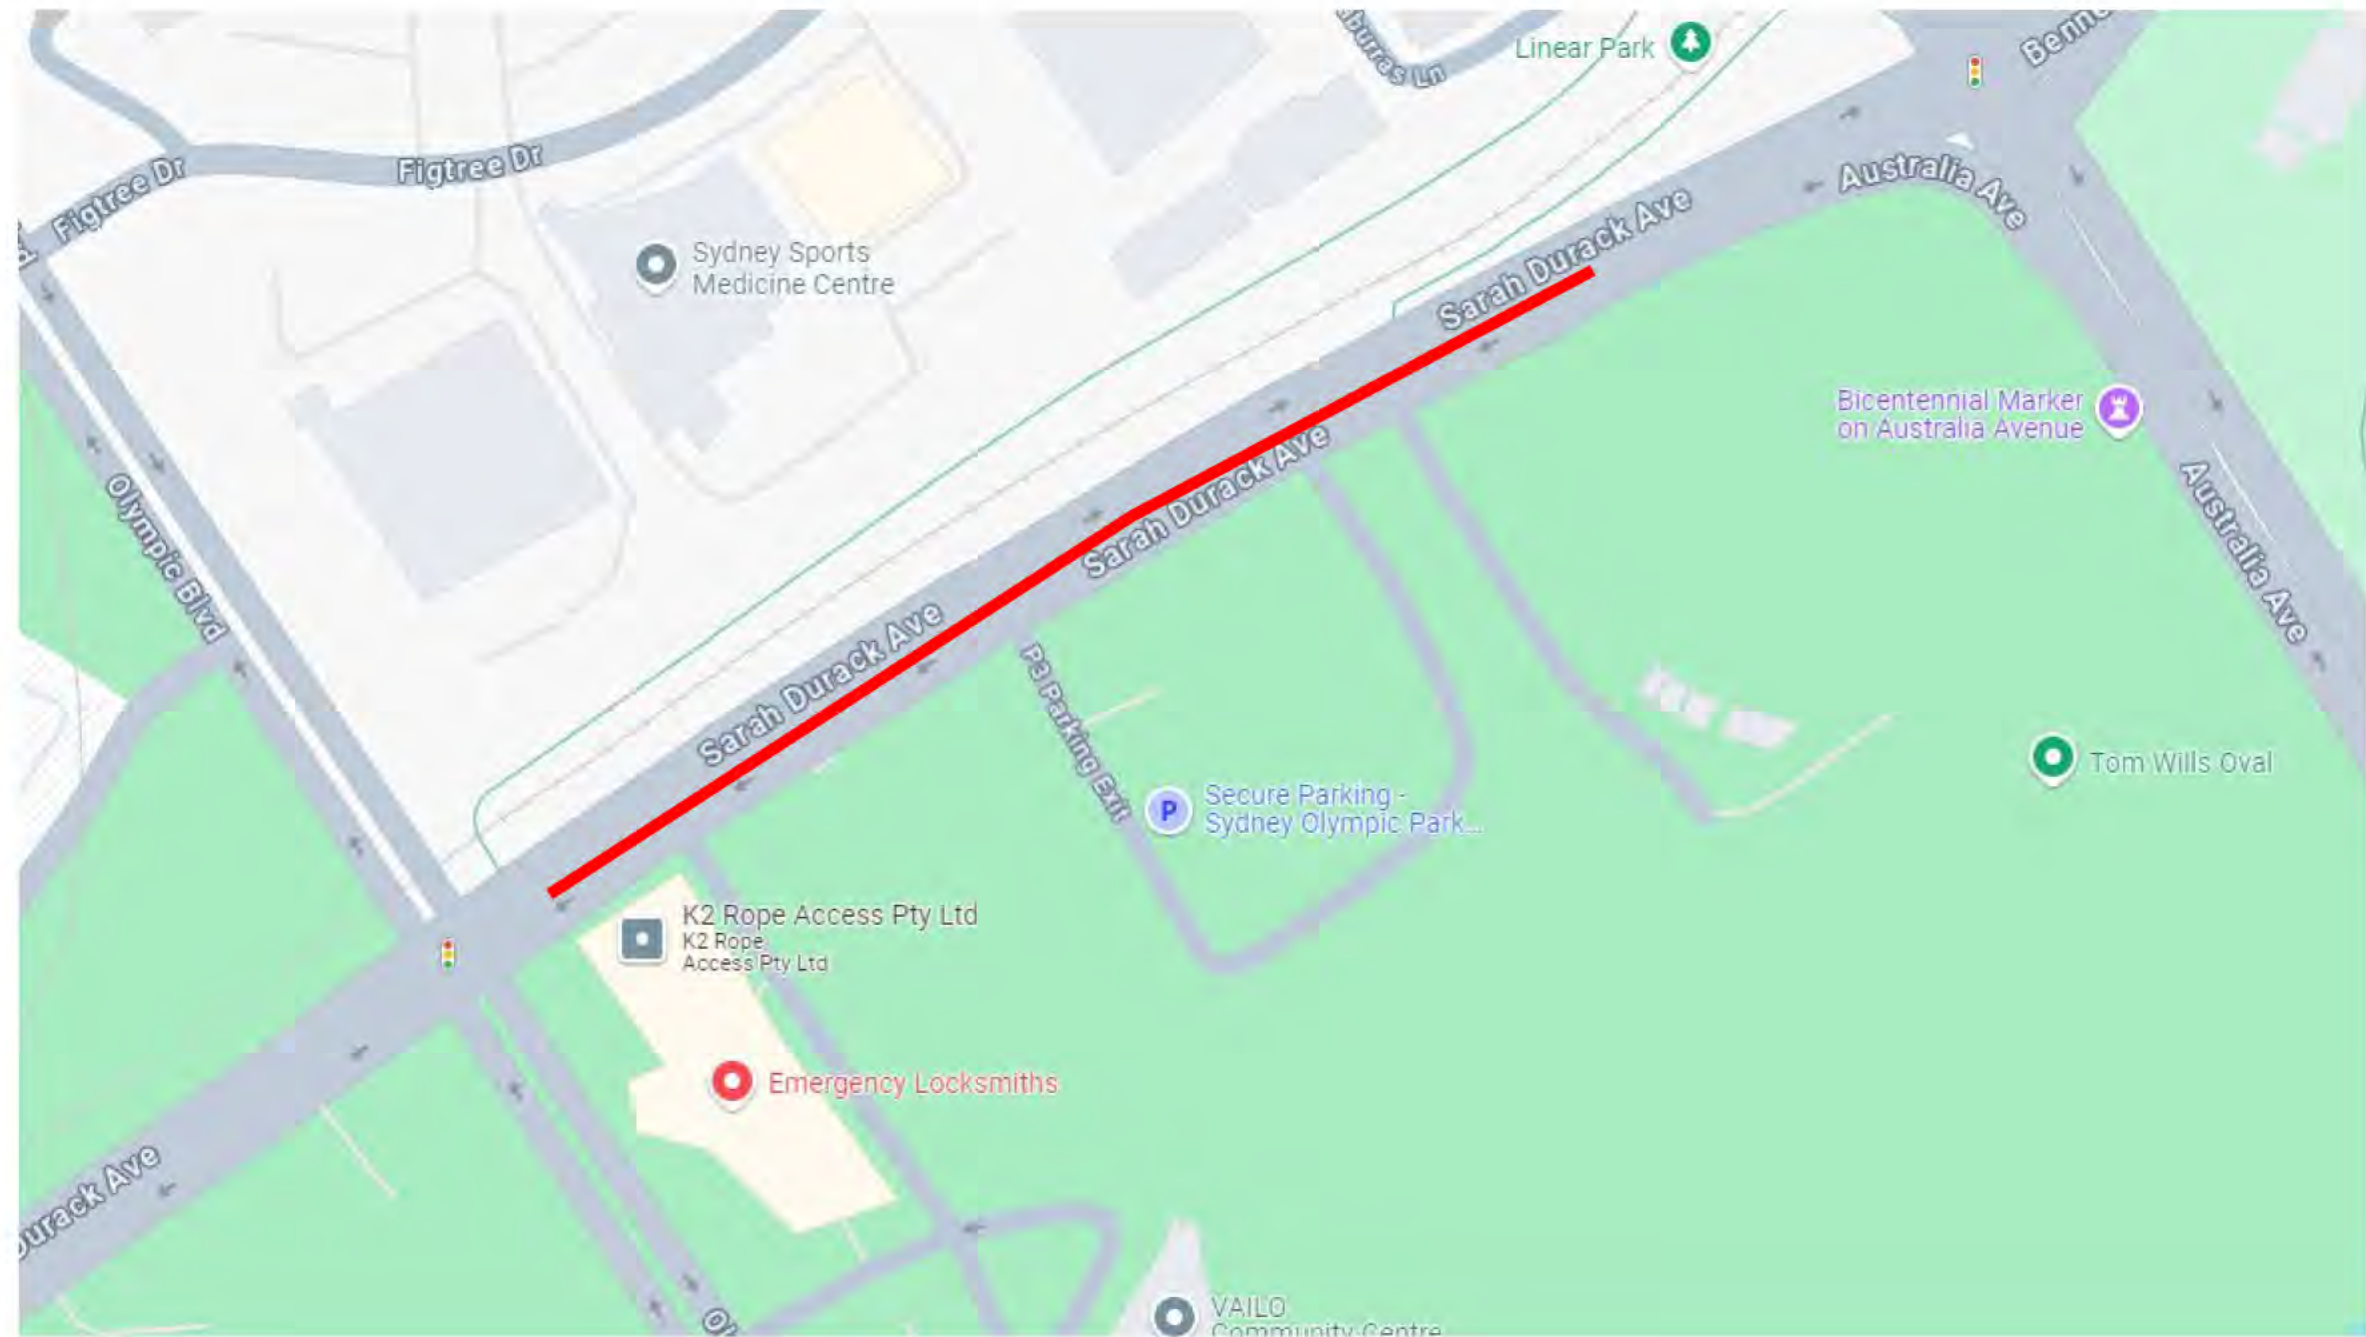 Linear Park
Figtree Dr
Figtree Dr
Sydney Sports
Medicine Centre
Australia Ave
Sarah Durack Ave
Bicentennial Marker
on Australia Avenue
Sarah Durack Ave
Olympic Blvd
Australia Ave
Sarah Durack Ave
P3 Parking Exit
Secure Parking -
Sydney Olympic Park...
Tom Wills Oval
K2 Rope Access Pty Ltd
K2 Rope
Access Pty Ltd
Emergency Locksmiths
Durack Ave
VAILO
Community Centre
P